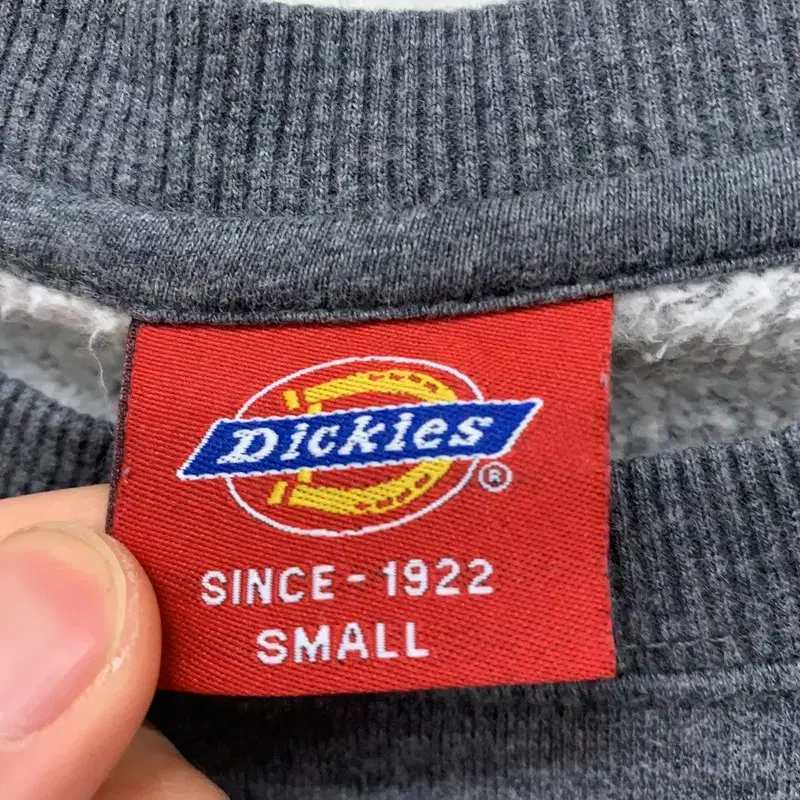 Dickies
®
SINCE-1922
SMALL